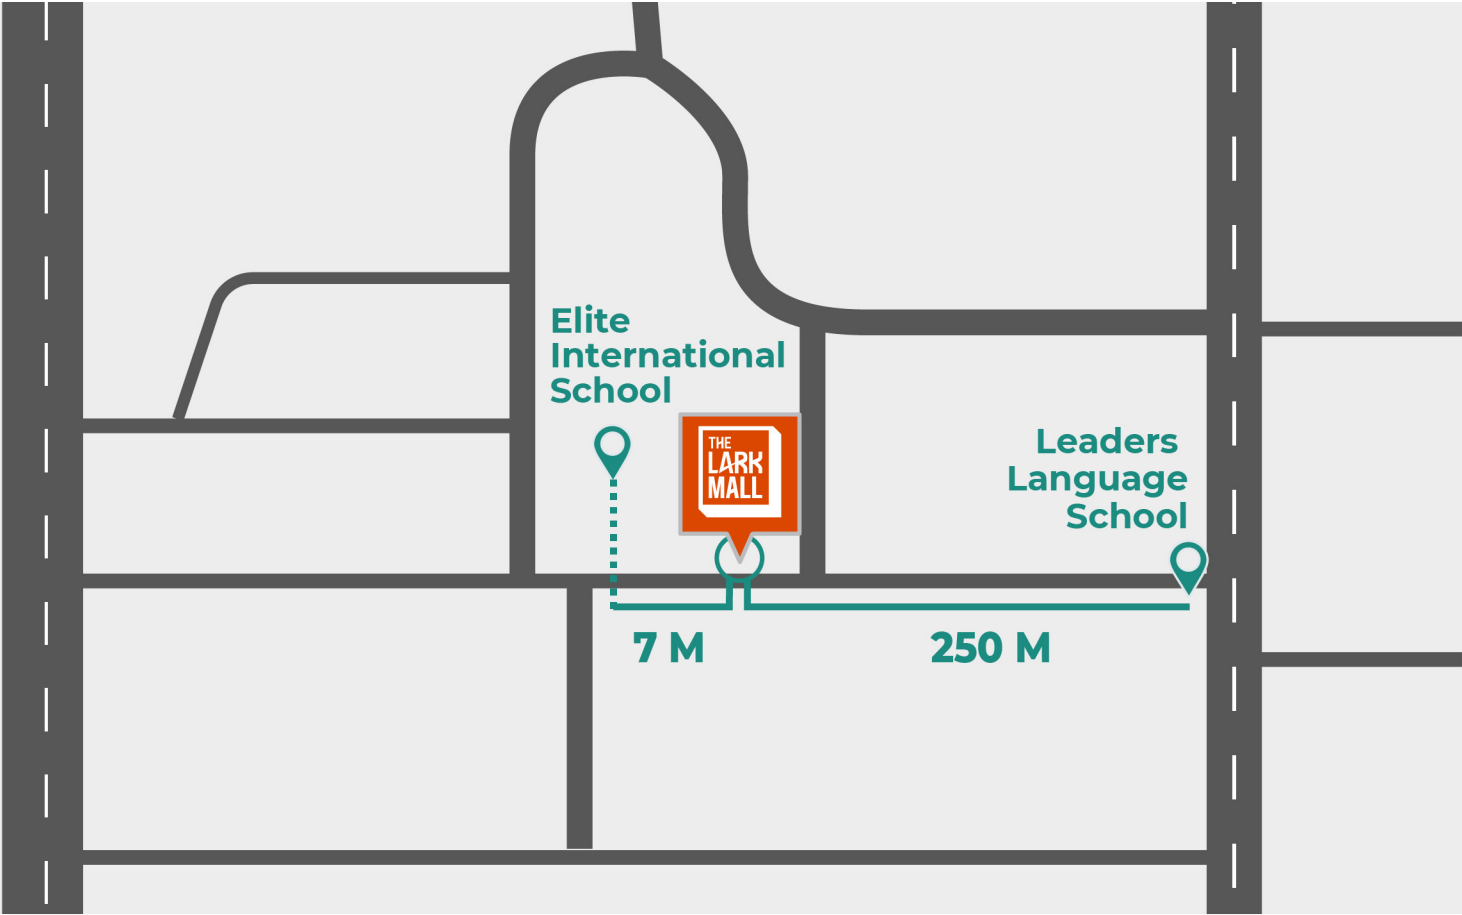 Elite
International
School
THE
LARK
MALL
Leaders
Language
School
7 M
250 M